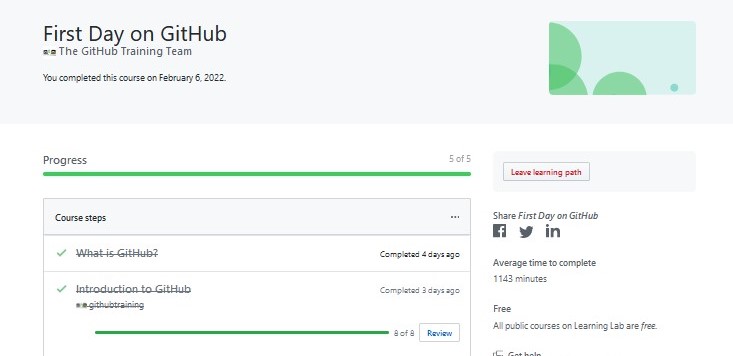 First Day on GitHub
The GitHub Training Team
You completed this course on February 6, 2022.
Progress
5 of 5
Leave learning path
Course steps
What is GitHub?
Completed 4 days ago
Introduction to GitHub
Completed 3 days ago
githubtraining
8 of 8
Review
Share First Day on GitHub
Average time to complete
1143 minutes
Free
All public courses on Learning Lab are free.
Get help